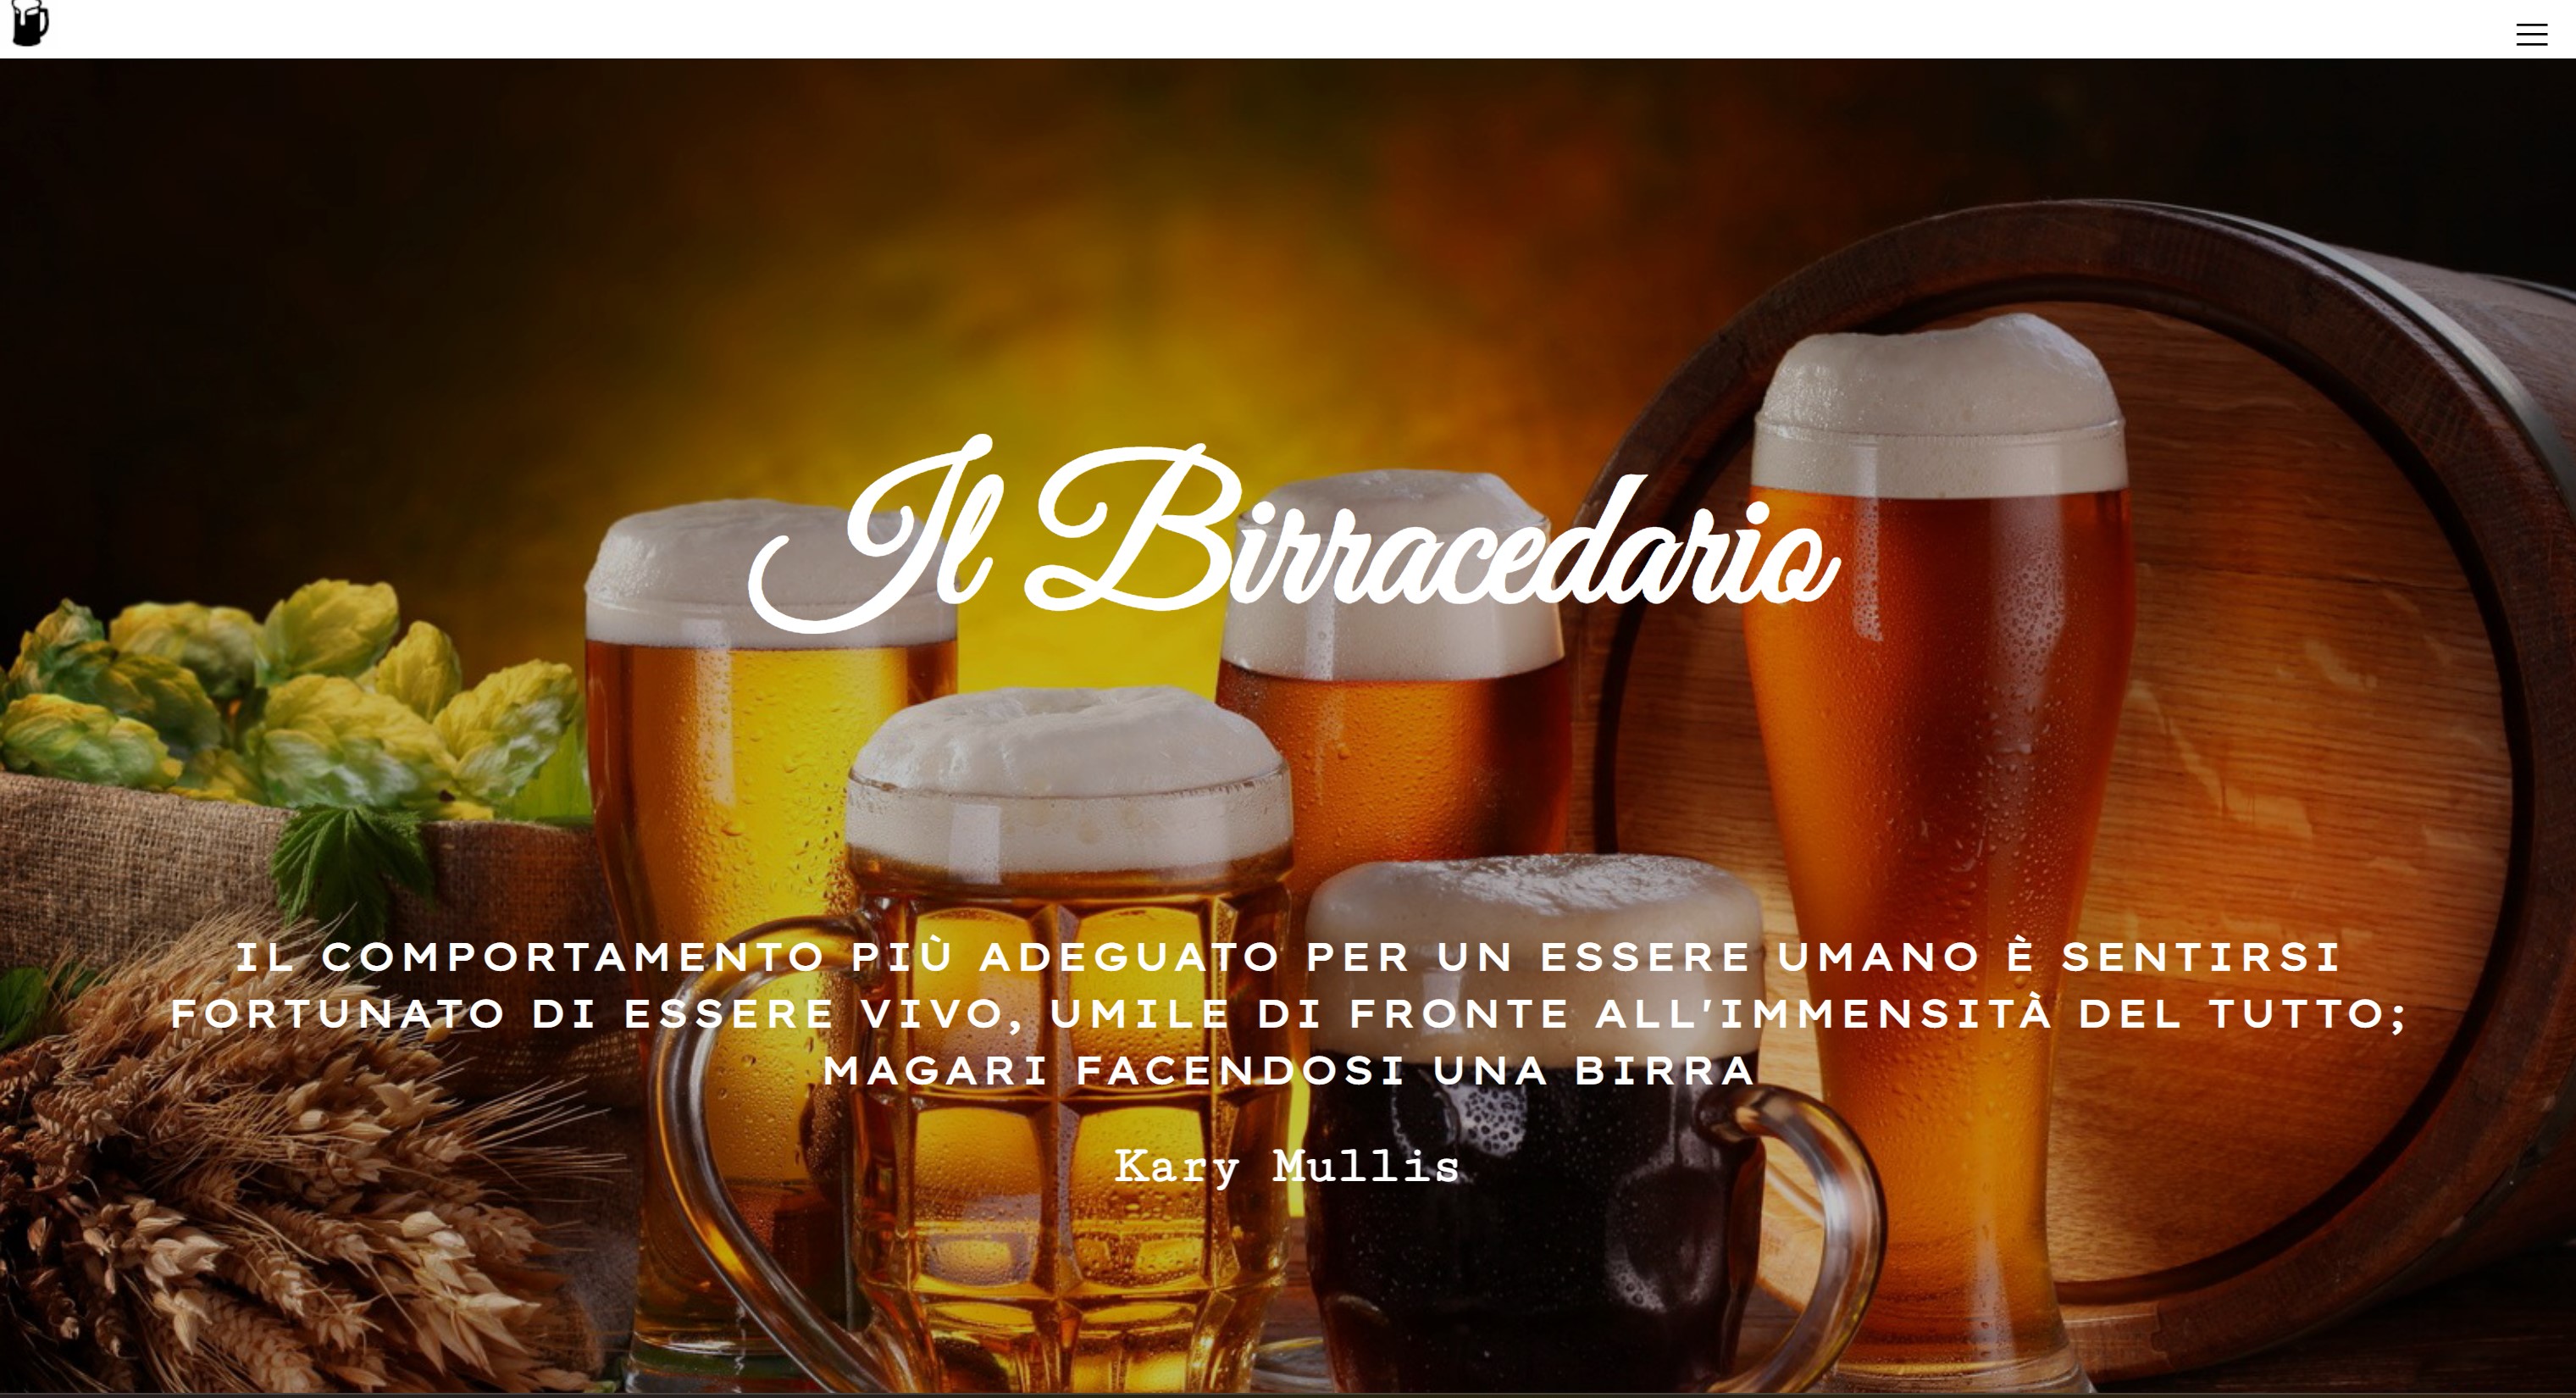 Il Birracedario
IL COMPORTAMENTO PIÙ ADEGUATO PER UN ESSERE UMANO È SENTIRSI
FORTUNATO DI ESSERE VIVO, UMILE DI FRONTE ALL'IMMENSITÀ DEL TUTTO;
MAGARI FACENDOSI UNA BIRRA
Kary Mullis